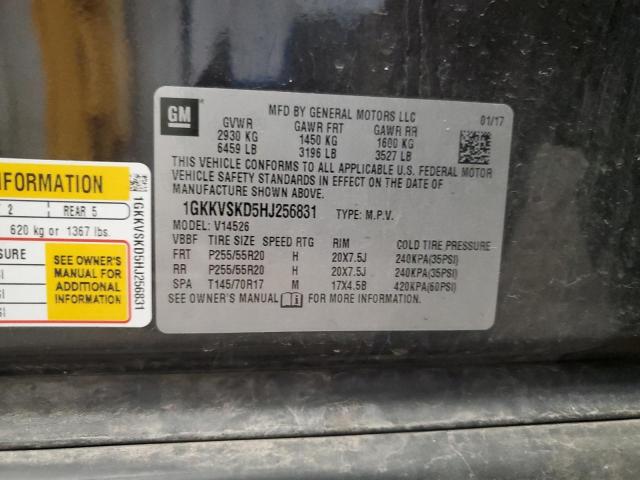 GM
MFD BY GENERAL MOTORS LLC
01/17
GVWR GAWR FRT GAWR RR
2930 KG 1450 KG 1600 KG
6459 LB 3196 LB 3527 LB
THIS VEHICLE CONFORMS TO ALL APPLICABLE U.S. FEDERAL MOTOR
VEHICLE SAFETY STANDARDS IN EFFECT ON THE DATE OF
MANUFACTURE SHOWN ABOVE.
1GKKVSKD5HJ256831 TYPE: M.P.V.
MODEL: V14526
VBBF TIRE SIZE SPEED RTG RIM COLD TIRE PRESSURE
FRT P255/55R20 H 20X7.5J 240KPA(35PSI)
RR P255/55R20 H 20X7.5J 240KPA(35PSI)
SPA T145/70R17 M 17X4.5B 420KPA(60PSI)
SEE OWNER'S MANUAL i FOR MORE INFORMATION.
INFORMATION
2 REAR 5
620 kg or 1367 lbs.
SURE
SEE OWNER'S
MANUAL FOR
ADDITIONAL
INFORMATION
SI
SI
1GKKVSKD5HJ256831